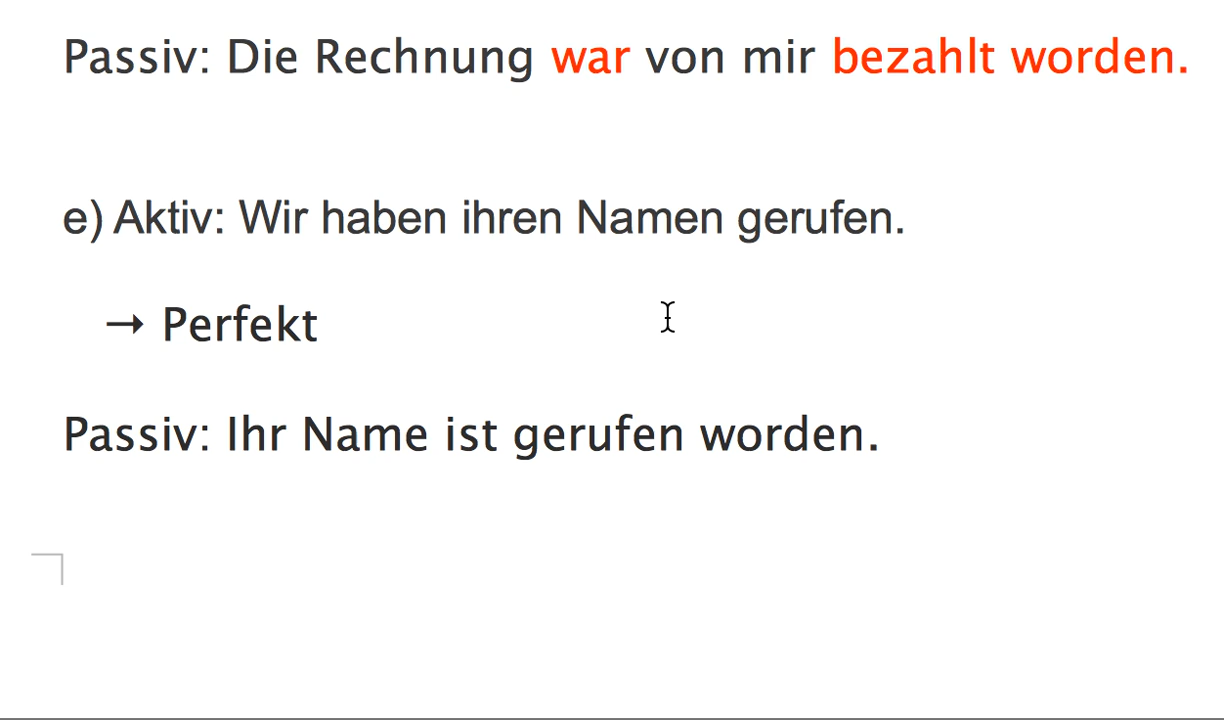 Passiv: Die Rechnung war von mir bezahlt worden.
e) Aktiv: Wir haben ihren Namen gerufen.
→ Perfekt
Passiv: Ihr Name ist gerufen worden.